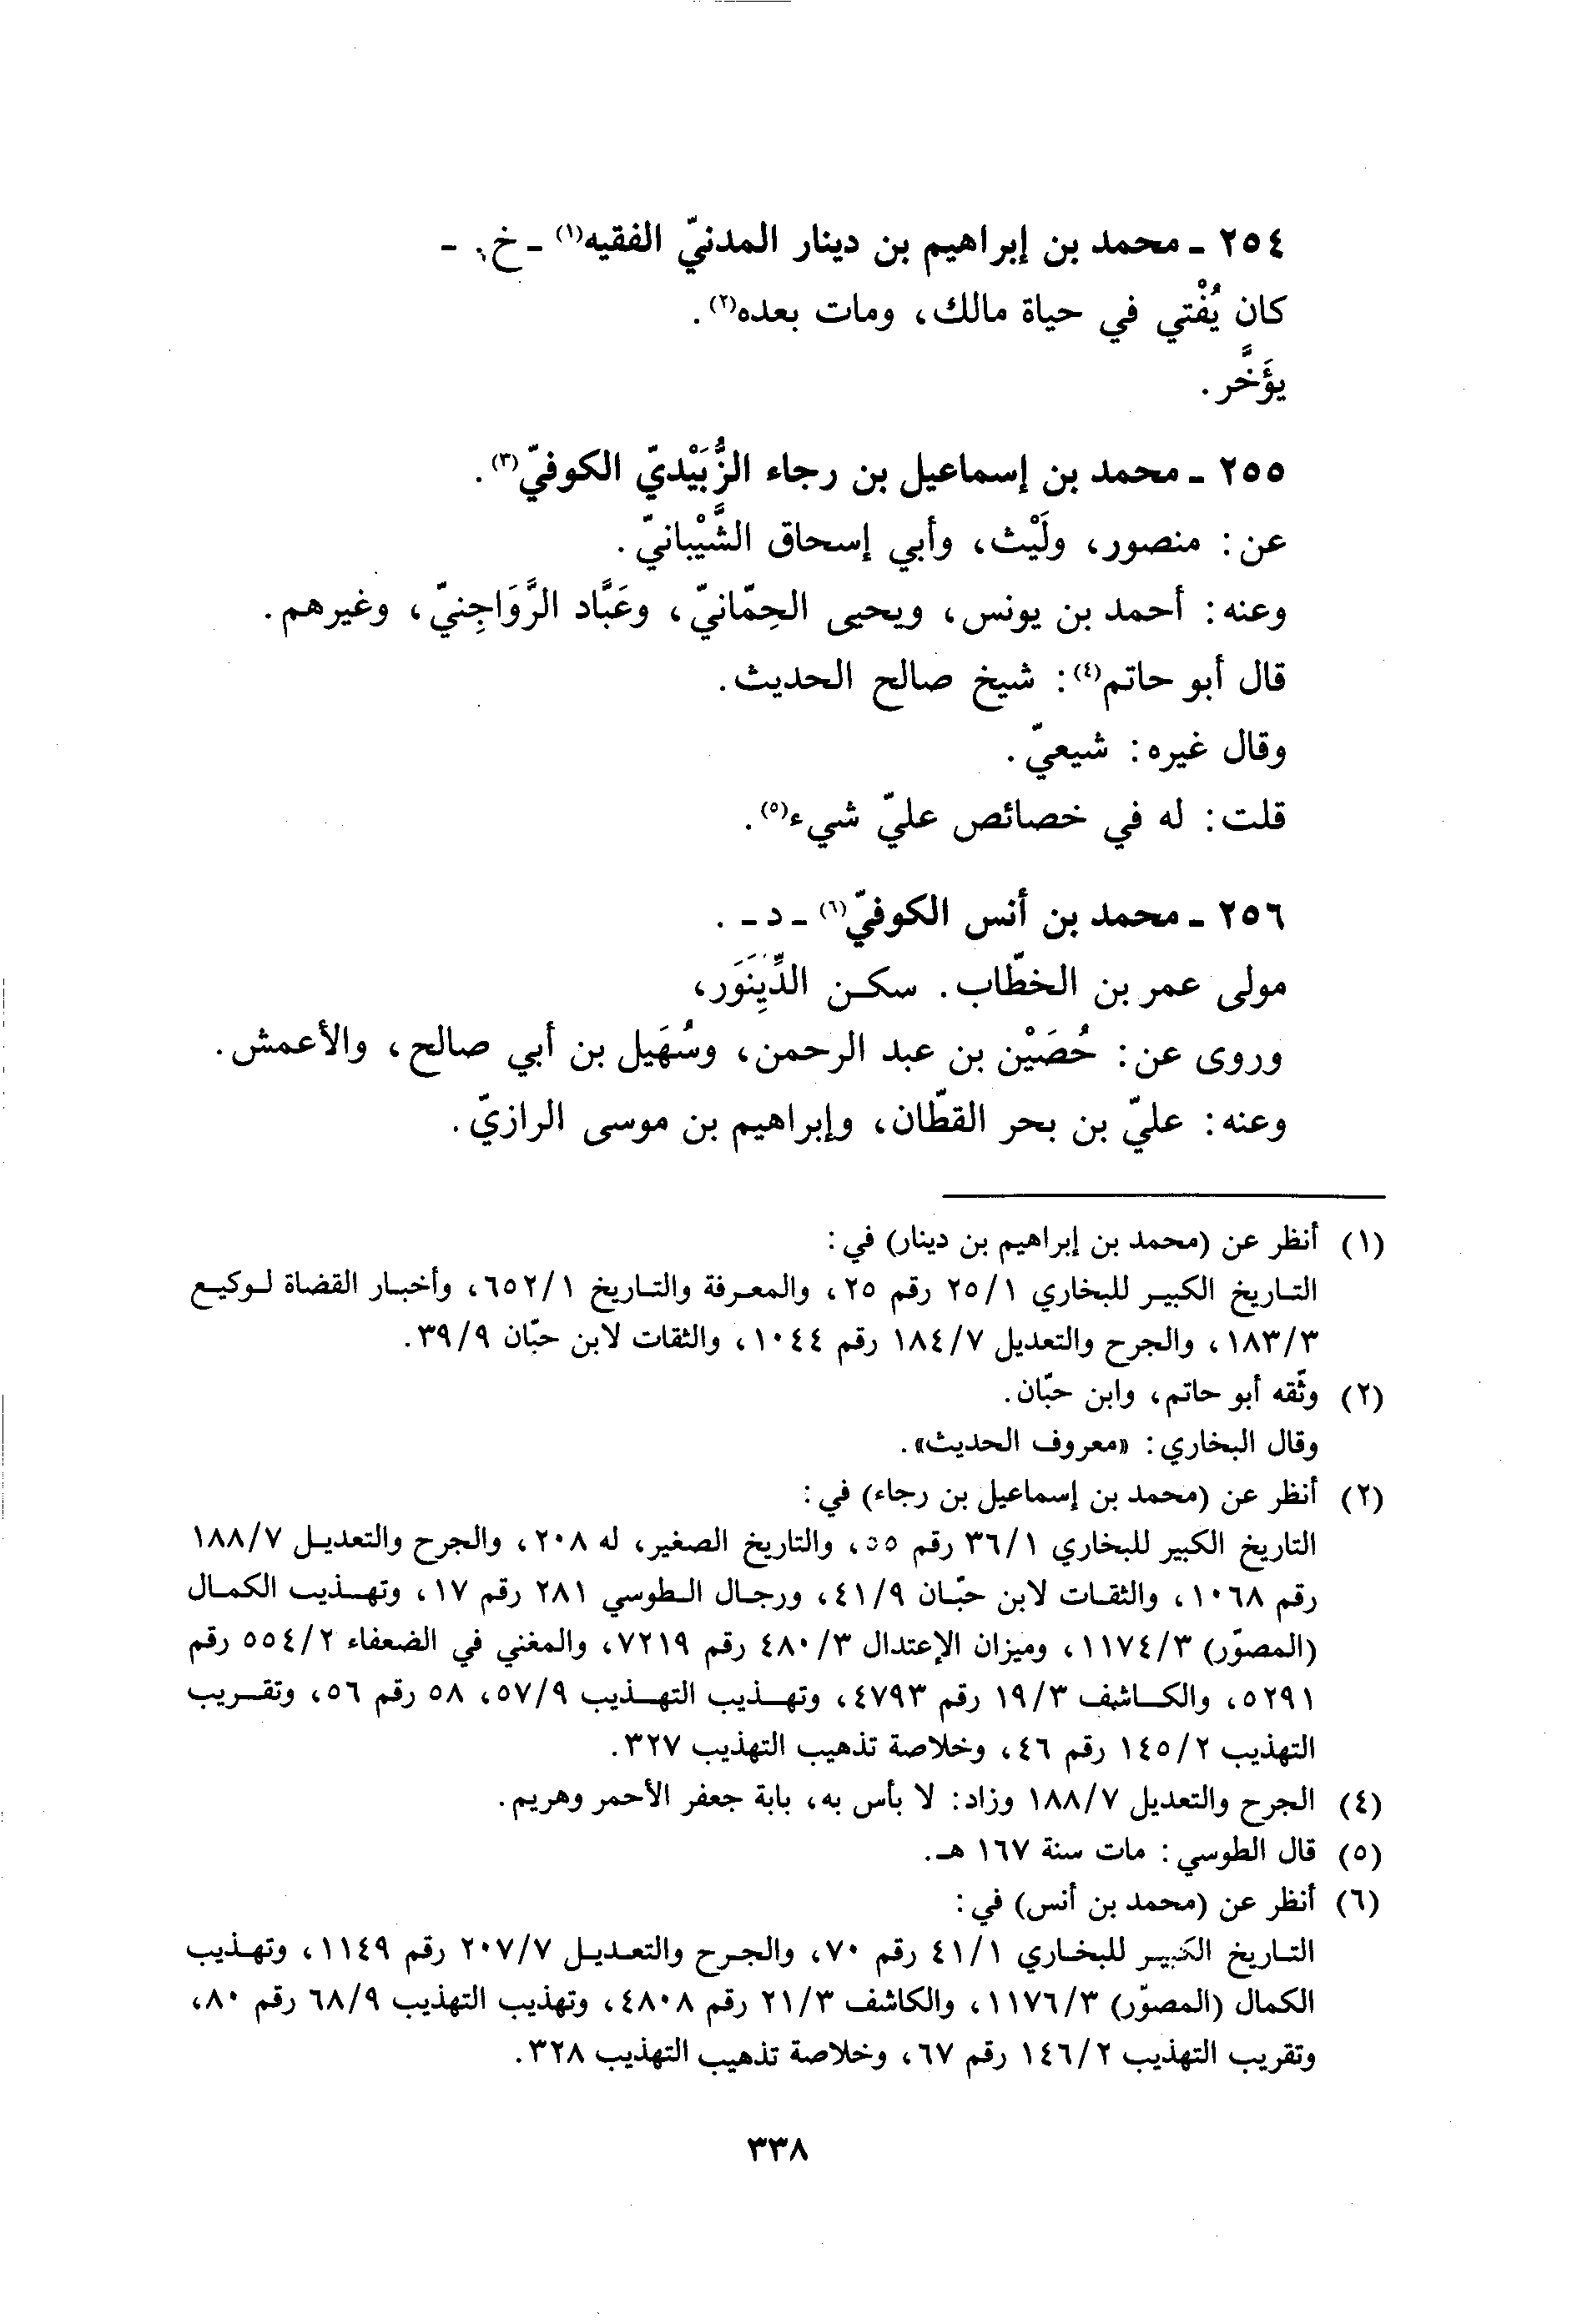 ٢٥٤ ـ محمد بن إبراهيم بن دينار المدنيّ الفقيه(١) ـ خ. ـ
كان يُفْتي في حياة مالك، ومات بعده(٢).
يؤَخَّر.
٢٥٥ ـ محمد بن إسماعيل بن رجاء الزُّبَيْديّ الكوفيّ(٣).
عن: منصور، ولَيْث، وأبي إسحاق الشَّيْبانيّ.
وعنه: أحمد بن يونس، ويحيى الحِمّانيّ، وعَبَّاد الرَّوَاجِنيّ، وغيرهم.
قال أبو حاتم(٤): شيخ صالح الحديث.
وقال غيره: شيعيّ.
قلت: له في خصائص عليّ شيء(٥).
٢٥٦ ـ محمد بن أنس الكوفيّ(٦) ـ د ـ.
مولى عمر بن الخطّاب. سكن الدِّينَوَر،
وروى عن: حُصَيْن بن عبد الرحمن، وسُهَيل بن أبي صالح، والأعمش.
وعنه: عليّ بن بحر القطّان، وإبراهيم بن موسى الرازيّ.
(١) أنظر عن (محمد بن إبراهيم بن دينار) في:
التاريخ الكبير للبخاري ٢٥/١ رقم ٢٥، والمعرفة والتاريخ ٦٥٢/١، وأخبار القضاة لوكيع
١٨٣/٣، والجرح والتعديل ١٨٤/٧ رقم ١٠٤٤، والثقات لابن حبّان ٣٩/٩.
(٢) وثّقه أبو حاتم، وابن حبّان.
وقال البخاري: «معروف الحديث».
(٢) أنظر عن (محمد بن إسماعيل بن رجاء) في:
التاريخ الكبير للبخاري ٣٦/١ رقم ٥٥، والتاريخ الصغير، له ٢٠٨، والجرح والتعديل ١٨٨/٧
رقم ١٠٦٨، والثقات لابن حبّان ٤١/٩، ورجال الطوسي ٢٨١ رقم ١٧، وتهذيب الكمال
(المصوّر) ١١٧٤/٣، وميزان الإعتدال ٤٨٠/٣ رقم ٧٢١٩، والمغني في الضعفاء ٥٥٤/٢ رقم
٥٢٩١، والكاشف ١٩/٣ رقم ٤٧٩٣، وتهذيب التهذيب ٥٧/٩، ٥٨ رقم ٥٦، وتقريب
التهذيب ١٤٥/٢ رقم ٤٦، وخلاصة تذهيب التهذيب ٣٢٧.
(٤) الجرح والتعديل ١٨٨/٧ وزاد: لا بأس به، بابة جعفر الأحمر وهريم.
(٥) قال الطوسي: مات سنة ١٦٧ هـ.
(٦) أنظر عن (محمد بن أنس) في:
التاريخ الكبير للبخاري ٤١/١ رقم ٧٠، والجرح والتعديل ٢٠٧/٧ رقم ١١٤٩، وتهذيب
الكمال (المصوّر) ١١٧٦/٣، والكاشف ٢١/٣ رقم ٤٨٠٨، وتهذيب التهذيب ٦٨/٩ رقم ٨٠،
وتقريب التهذيب ١٤٦/٢ رقم ٦٧، وخلاصة تذهيب التهذيب ٣٢٨.
٣٣٨